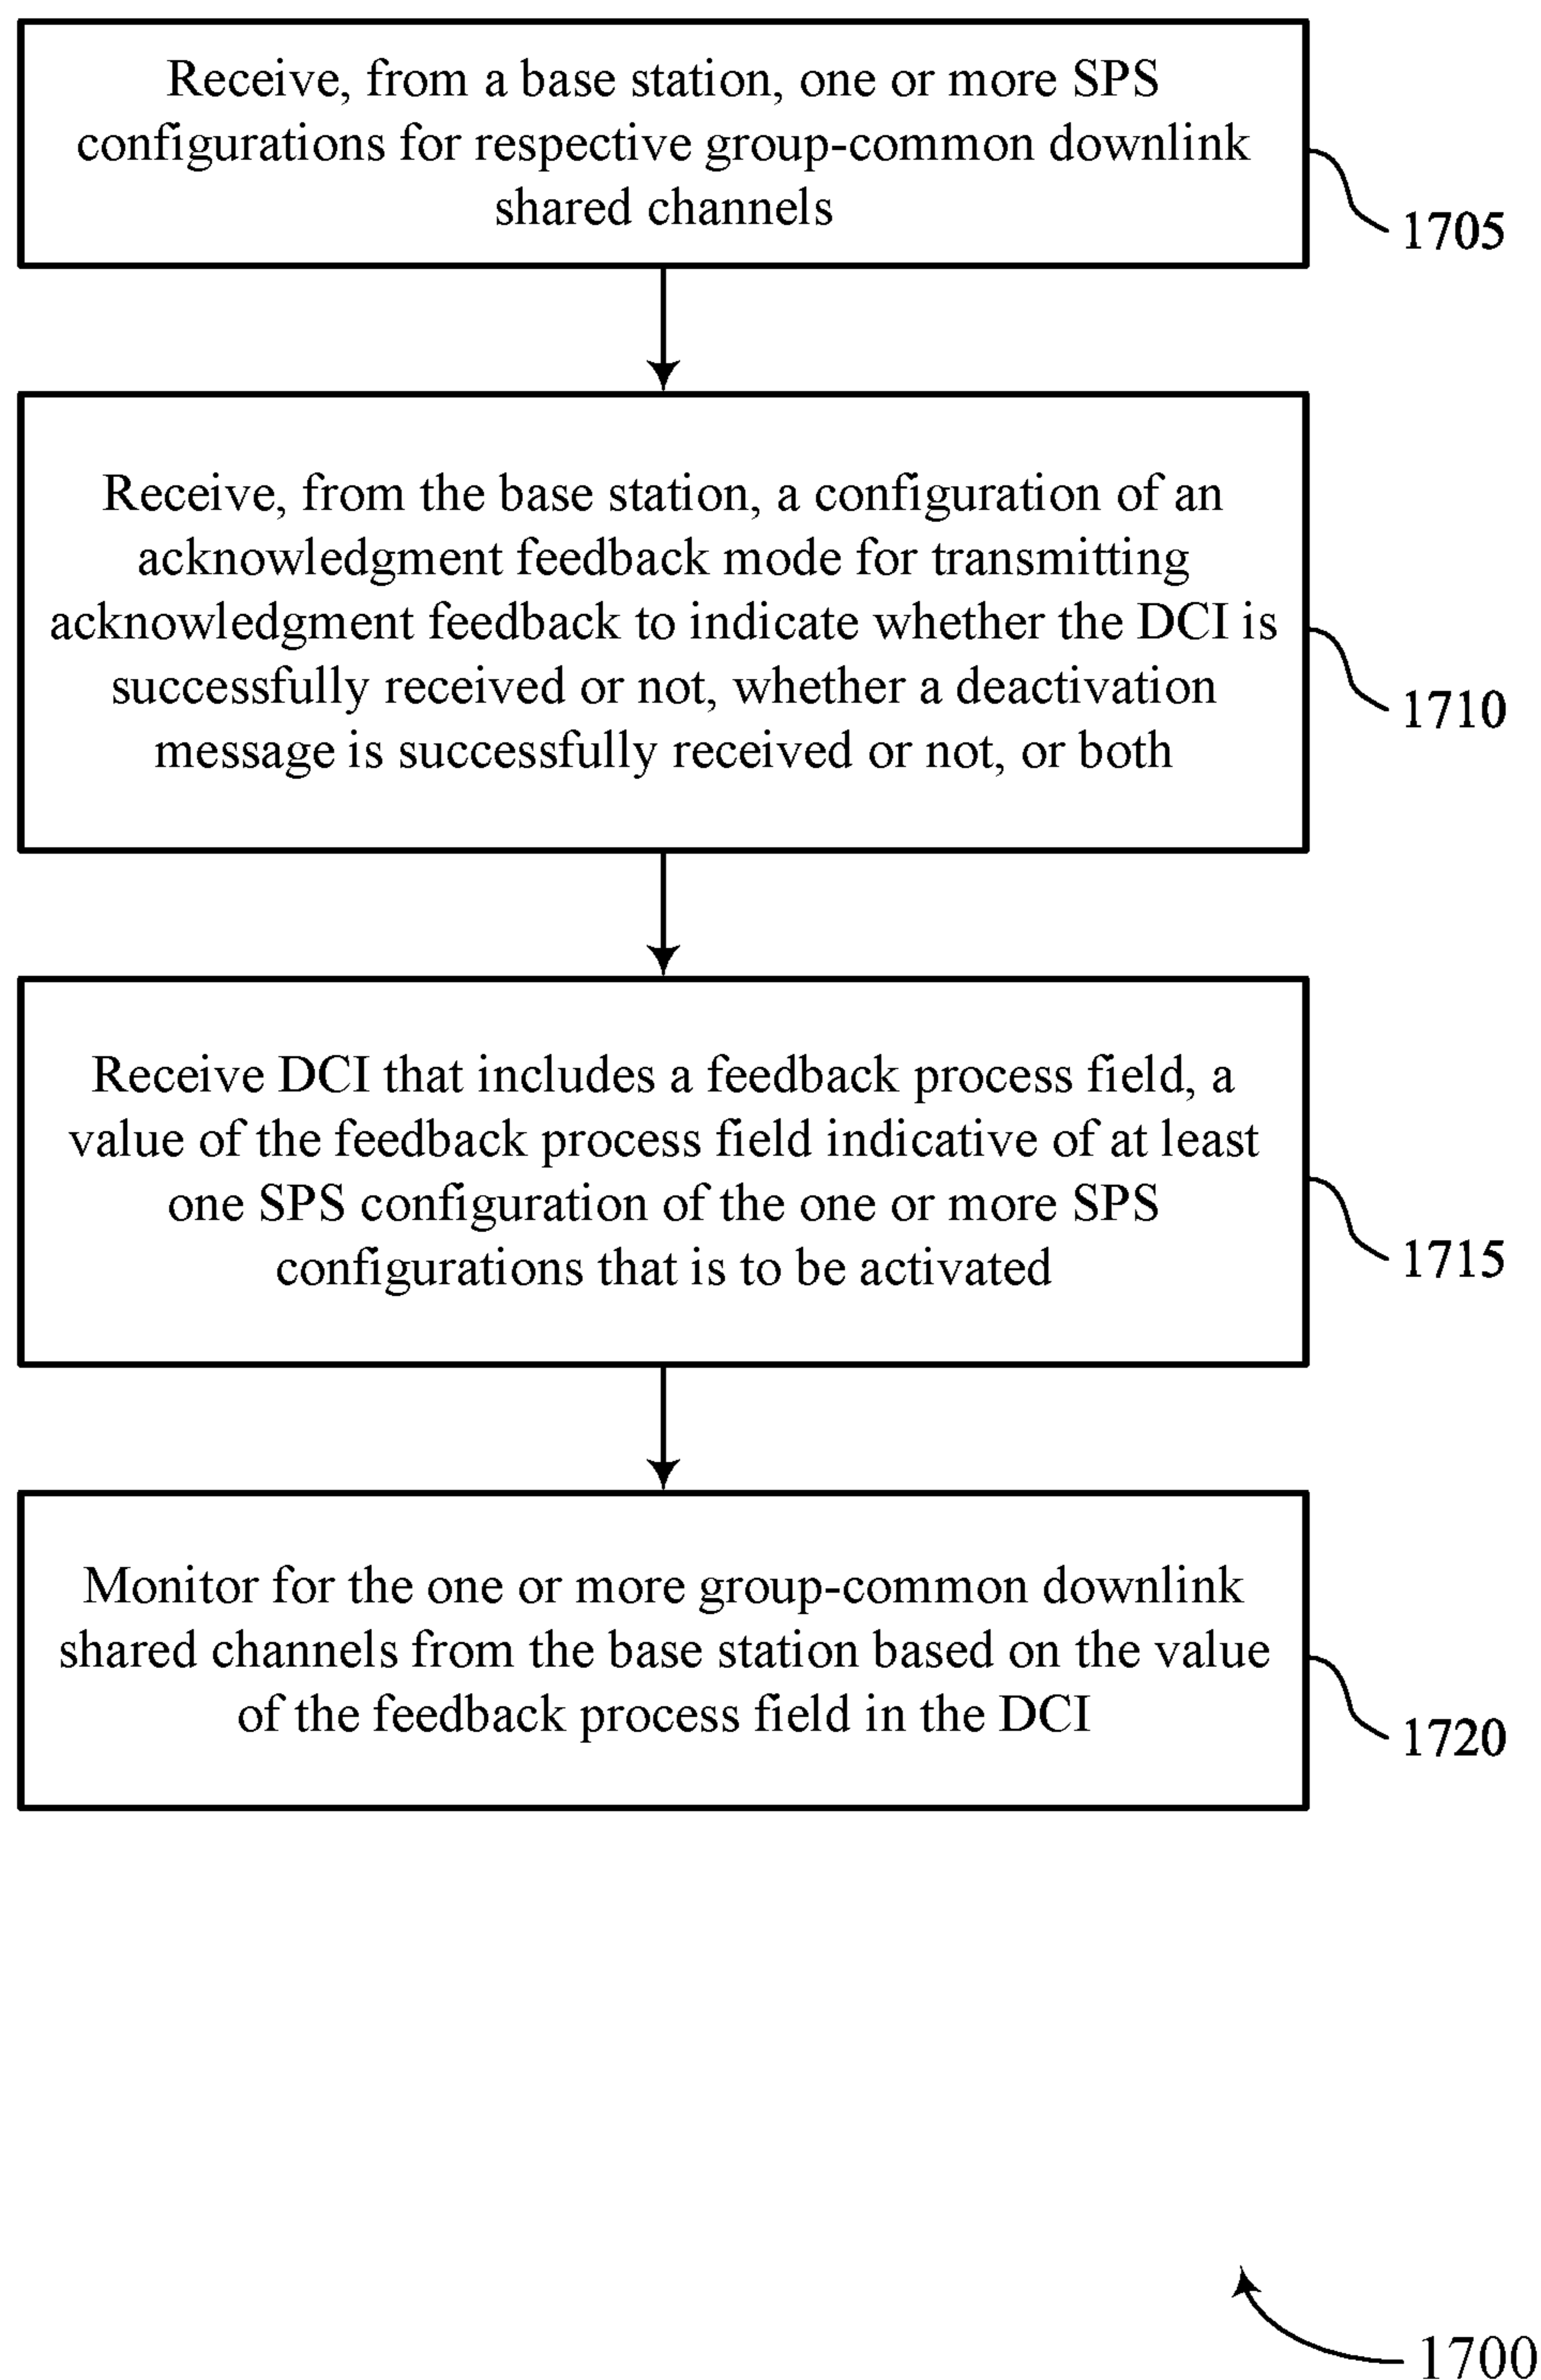 Receive, from a base station, one or more SPS
configurations for respective group-common downlink
shared channels
1705
Receive, from the base station, a configuration of an
acknowledgment feedback mode for transmitting
acknowledgment feedback to indicate whether the DCI is
successfully received or not, whether a deactivation
message is successfully received or not, or both
1710
Receive DCI that includes a feedback process field, a
value of the feedback process field indicative of at least
one SPS configuration of the one or more SPS
configurations that is to be activated
1715
Monitor for the one or more group-common downlink
shared channels from the base station based on the value
of the feedback process field in the DCI
1720
1700